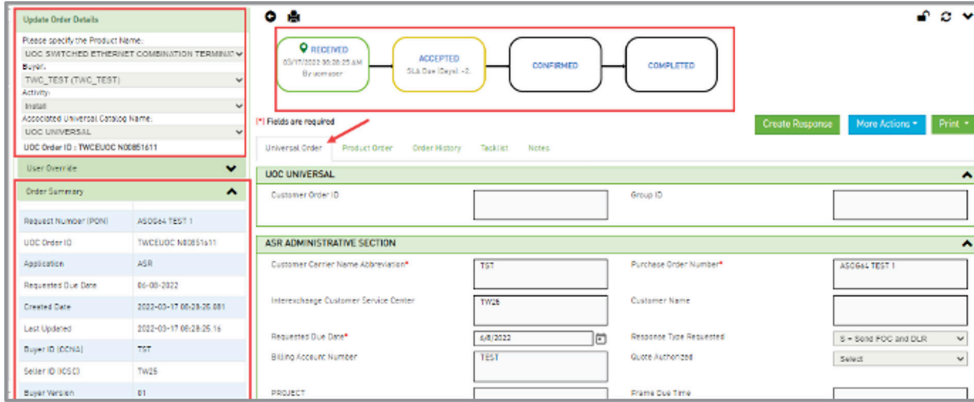 Update Order Details
Please specify the Product Name:
UOC SWITCHED ETHERNET COMBINATION TERMINAT
Buyer:
TWC_TEST (TWC_TEST)
Activity:
Install
Associated Universal Catalog Name:
UOC UNIVERSAL
UOC Order ID : TWCEUOC N00851611
User Override
Order Summary
Request Number (PON) ASOG64 TEST 1
UOC Order ID TWCEUOC N00851611
Application ASR
Requested Due Date 06-08-2022
Created Date 2022-03-17 08:28:25.081
Last Updated 2022-03-17 08:28:25.16
Buyer ID (CCNA) TST
Seller ID (ICSC) TW25
Buyer Version 01
RECEIVED
03/17/2022 08:28:25 AM
By uomuser
ACCEPTED
SLA Due (Days): -2.
CONFIRMED
COMPLETED
(*) Fields are required
Create Response More Actions Print
Universal Order Product Order Order History Tasklist Notes
UOC UNIVERSAL
Customer Order ID Group ID
ASR ADMINISTRATIVE SECTION
Customer Carrier Name Abbreviation* TST Purchase Order Number* ASOG64 TEST 1
Interexchange Customer Service Center TW25 Customer Name
Requested Due Date* 6/8/2022 Response Type Requested S = Send FOC and DLR
Billing Account Number TEST Quote Authorized Select
PROJECT Frame Due Time